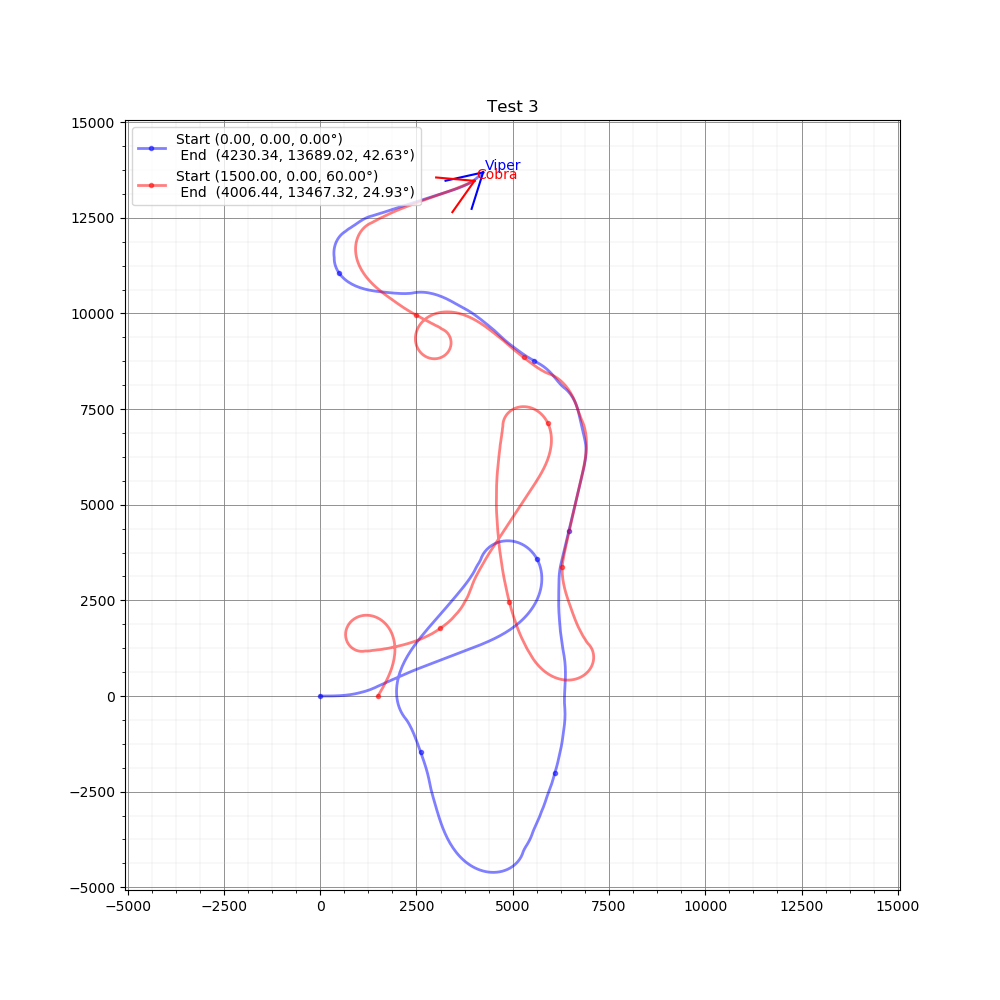 Test 3
Start (0.00, 0.00, 0.00°)
End (4230.34, 13689.02, 42.63°)
Start (1500.00, 0.00, 60.00°)
End (4006.44, 13467.32, 24.93°)
Viper
Cobra
15000
12500
10000
7500
5000
2500
0
−2500
−5000
−5000 −2500 0 2500 5000 7500 10000 12500 15000